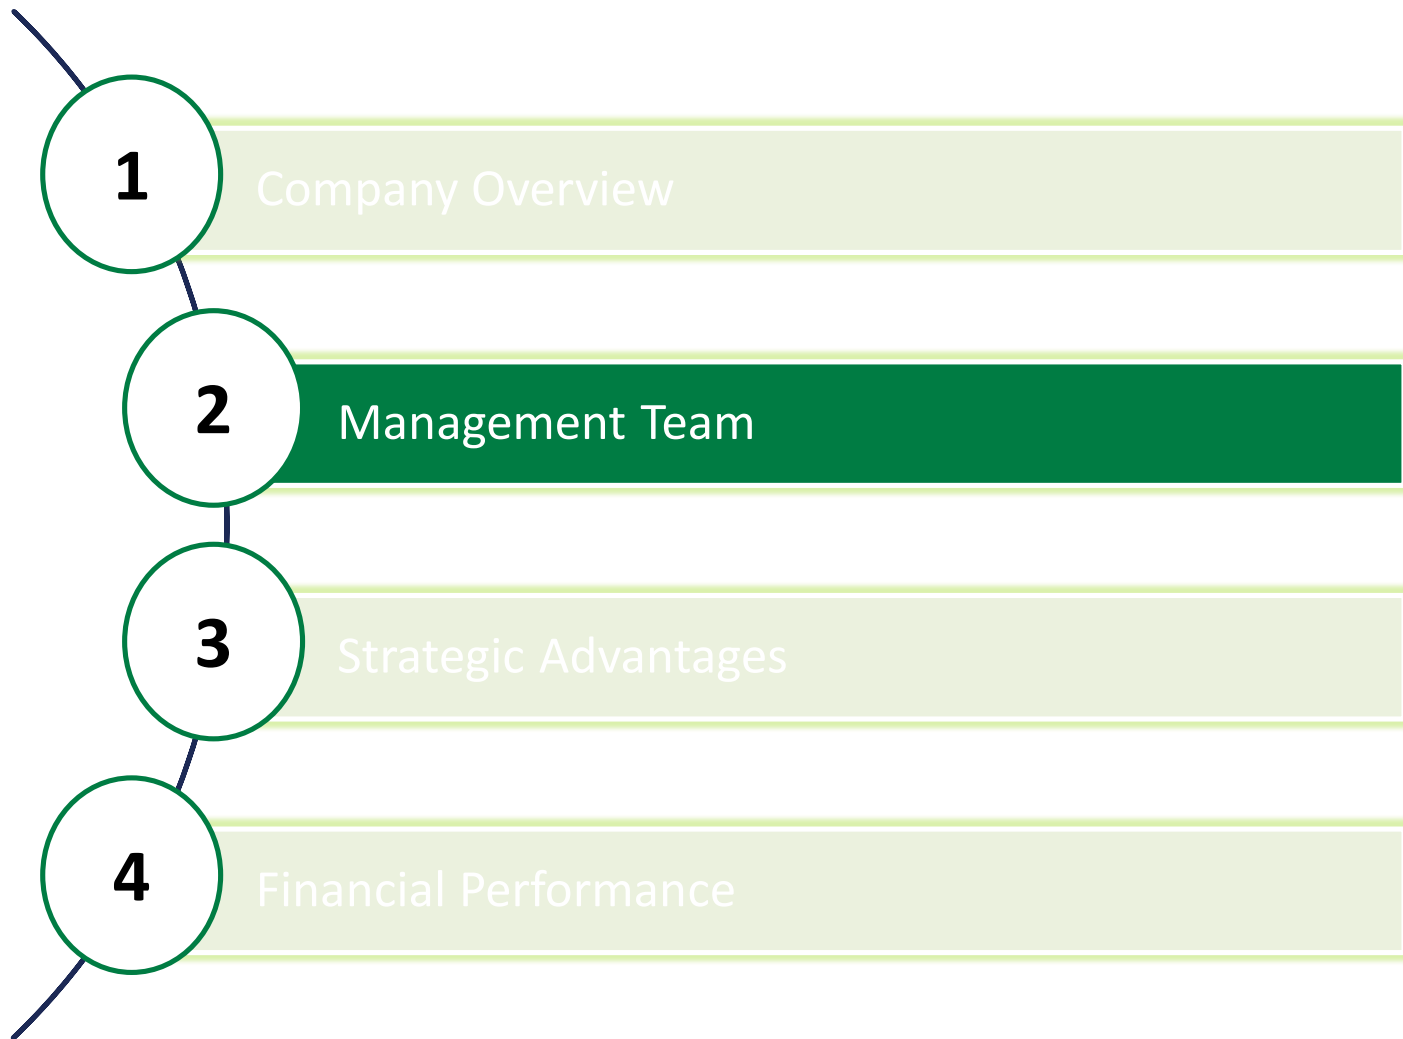 1
Company Overview
2
Management Team
3
Strategic Advantages
4
Financial Performance